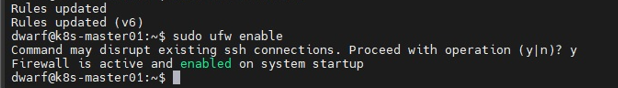 Rules updated
Rules updated (v6)
dwarf@k8s-master01:~$ sudo ufw enable
Command may disrupt existing ssh connections. Proceed with operation (y|n)? y
Firewall is active and enabled on system startup
dwarf@k8s-master01:~$